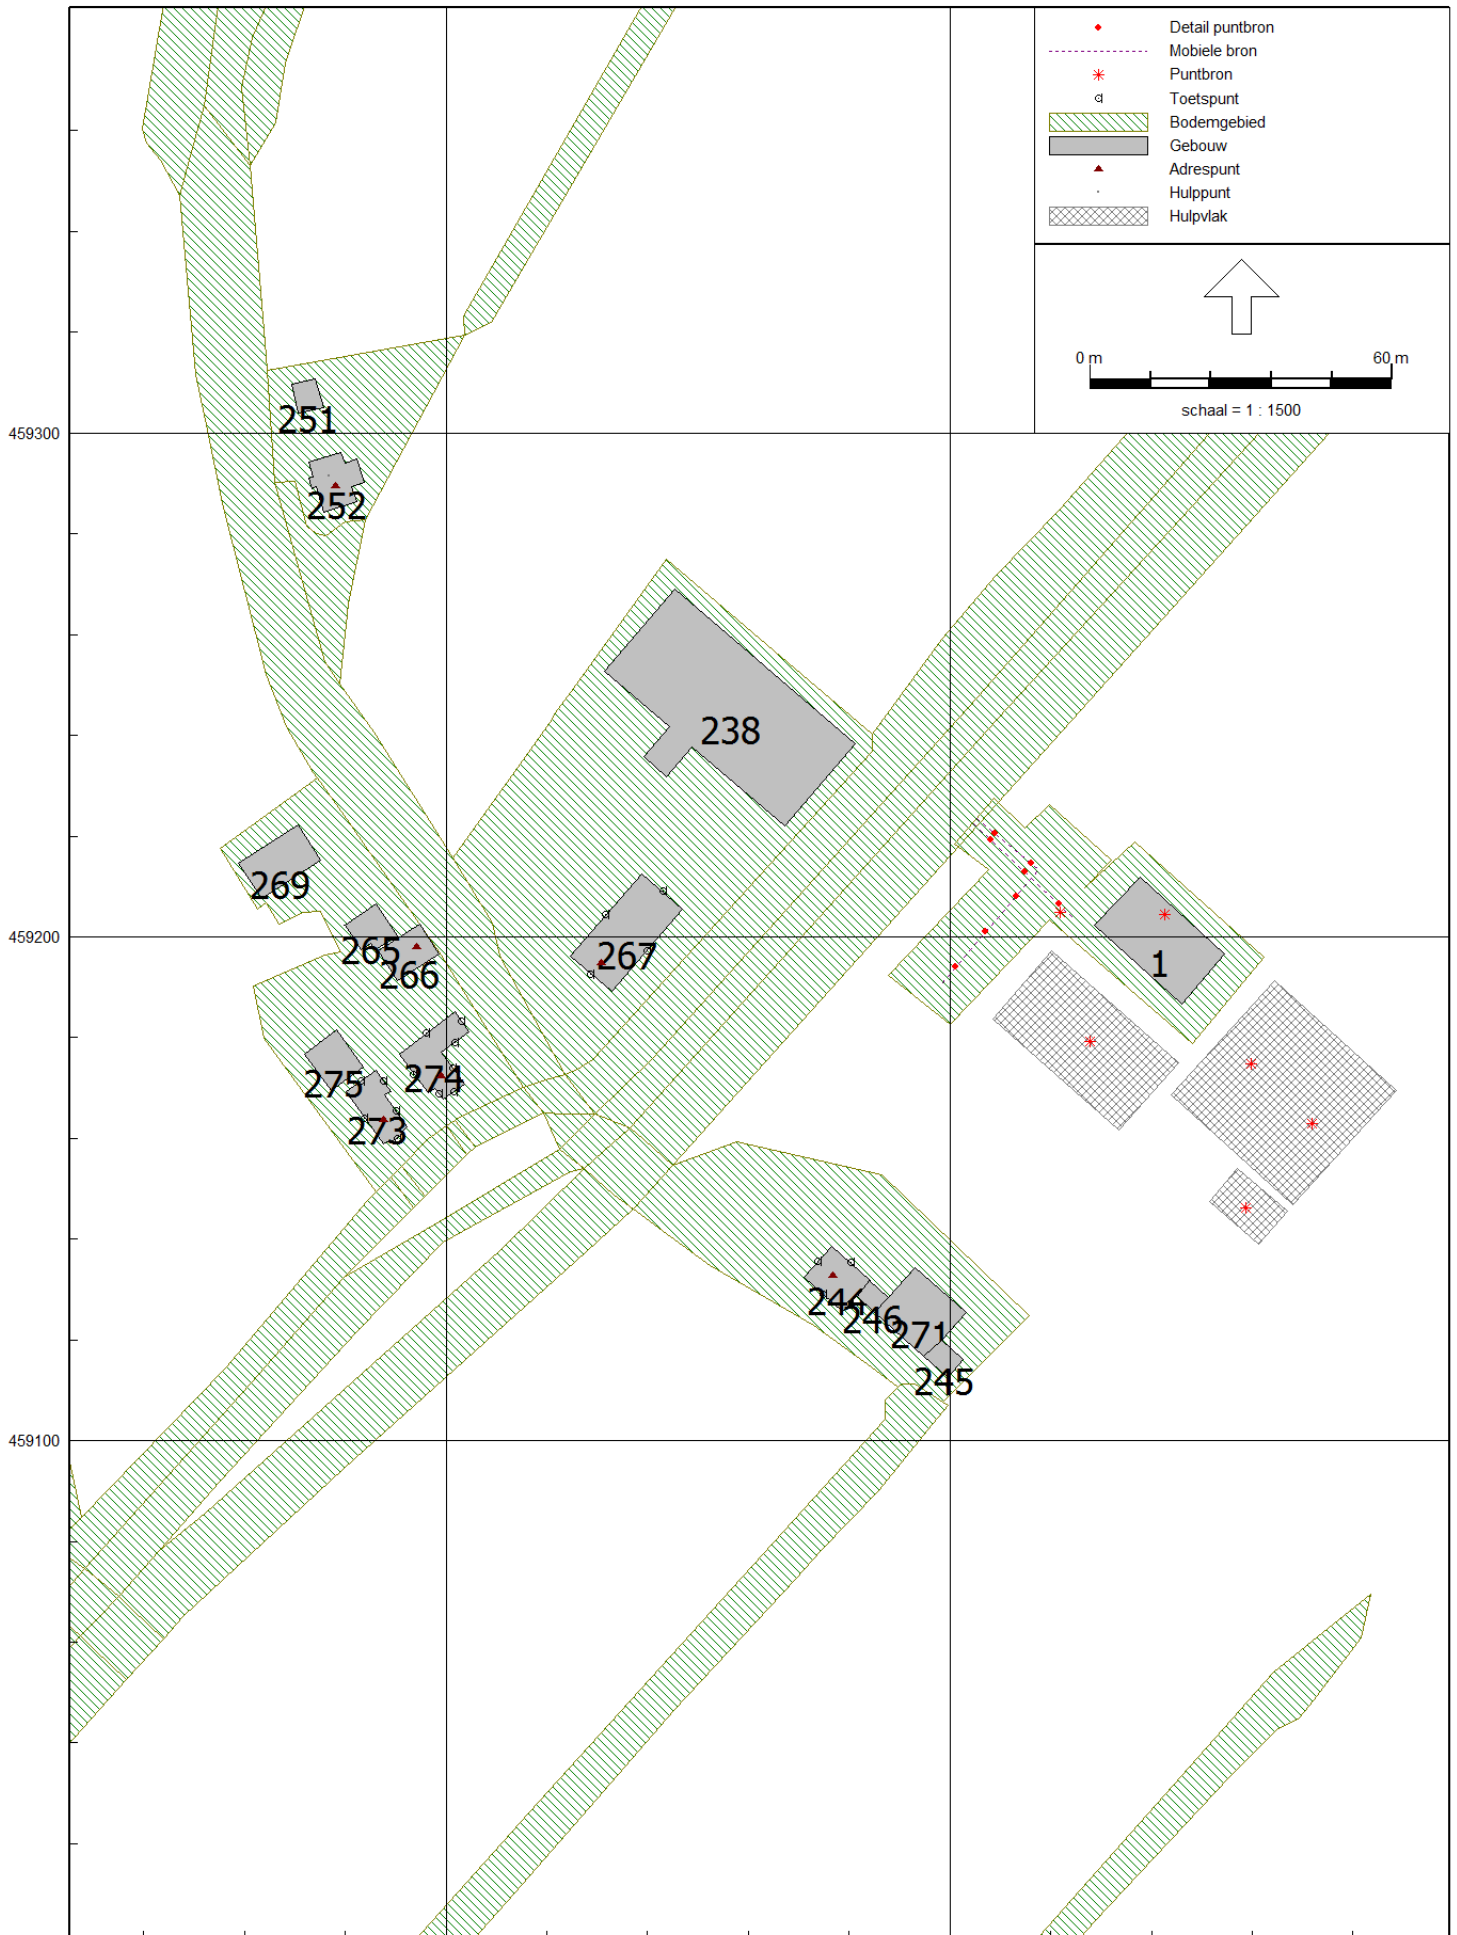 Detail puntbron
Mobiele bron
Puntbron
Toetspunt
Bodemgebied
Gebouw
Adrespunt
Hulppunt
Hulpvlak
0 m 60 m
schaal = 1 : 1500
251
459300
252
238
269
459200
265
267
1
266
274
275
273
244
246
271
245
459100